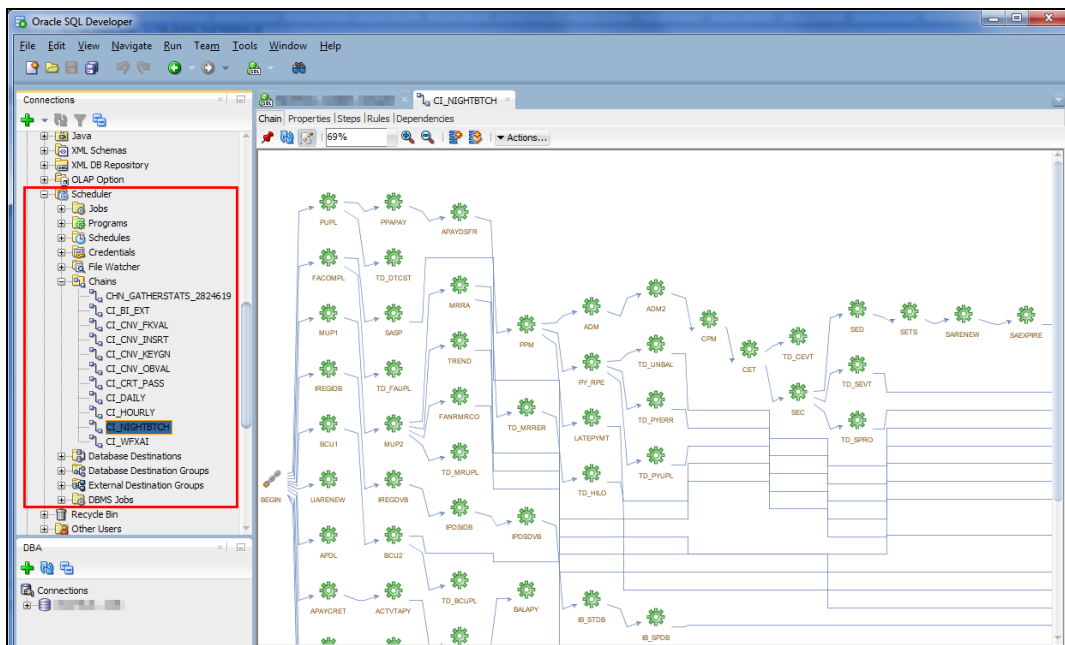 Oracle SQL Developer
File Edit View Navigate Run Team Tools Window Help
Connections
CI_NIGHTBTCH
Chain Properties Steps Rules Dependencies
69%
Actions...
Java
XML Schemas
XML DB Repository
OLAP Option
Scheduler
Jobs
Programs
Schedules
Credentials
File Watcher
Chains
CHN_GATHERSTATS_2824619
CI_BI_EXT
CI_CNV_FKVAL
CI_CNV_INSRT
CI_CNV_KEYGN
CI_CNV_OBVAL
CI_CRT_PASS
CI_DAILY
CI_HOURLY
CI_NIGHTBTCH
CI_WFXAI
Database Destinations
Database Destination Groups
External Destination Groups
DBMS Jobs
Recycle Bin
Other Users
DBA
Connections
PUPL PPAPAY APAYDSFR
FACOMPL TD_DTCST
MRRA
MUP1 SASP
PPM ADM ADM2 CPM
SED SETS SARENEW SAEXPIRE
TREND
CET TD_CEVT
IREGIDB TD_FAUPL
PY_RPE TD_UNBAL
SEC TD_SEVT
FANRMRCO
BCU1 MUP2 TD_MRRER LATEPYMT TD_PYERR TD_SPRO
TD_MRUPL
TD_HILO TD_PYUPL
BEGIN UARENEW IREGDVB
IPDSIDB IPDSDVB
APDL BCU2
TD_BCUPL
APAYCRET ACTVTAPY BALAPY
IB_STDB IB_SPDB